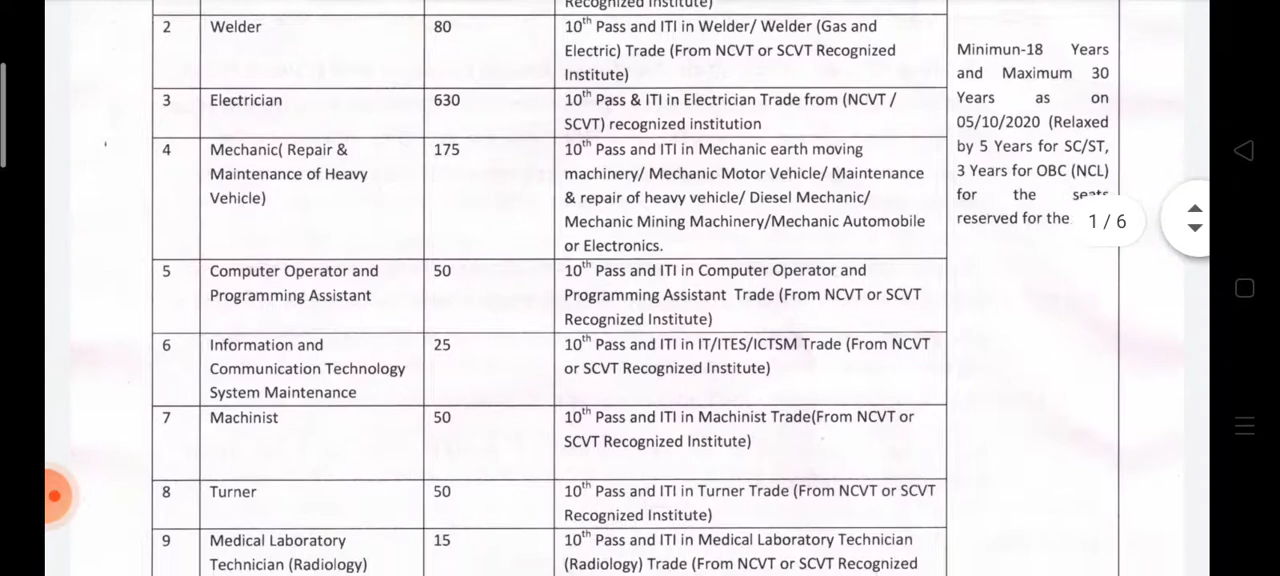 Recognized Institute)
2 Welder 80 10th Pass and ITI in Welder/ Welder (Gas and
Electric) Trade (From NCVT or SCVT Recognized
Institute)
3 Electrician 630 10th Pass & ITI in Electrician Trade from (NCVT /
SCVT) recognized institution
4 Mechanic( Repair & 175 10th Pass and ITI in Mechanic earth moving
Maintenance of Heavy machinery/ Mechanic Motor Vehicle/ Maintenance
Vehicle) & repair of heavy vehicle/ Diesel Mechanic/
Mechanic Mining Machinery/Mechanic Automobile
or Electronics.
5 Computer Operator and 50 10th Pass and ITI in Computer Operator and
Programming Assistant Programming Assistant Trade (From NCVT or SCVT
Recognized Institute)
6 Information and 25 10th Pass and ITI in IT/ITES/ICTSM Trade (From NCVT
Communication Technology or SCVT Recognized Institute)
System Maintenance
7 Machinist 50 10th Pass and ITI in Machinist Trade(From NCVT or
SCVT Recognized Institute)
8 Turner 50 10th Pass and ITI in Turner Trade (From NCVT or SCVT
Recognized Institute)
9 Medical Laboratory 15 10th Pass and ITI in Medical Laboratory Technician
Technician (Radiology) (Radiology) Trade (From NCVT or SCVT Recognized
Minimun-18 Years
and Maximum 30
Years as on
05/10/2020 (Relaxed
by 5 Years for SC/ST,
3 Years for OBC (NCL)
for the seats
reserved for the
1 / 6